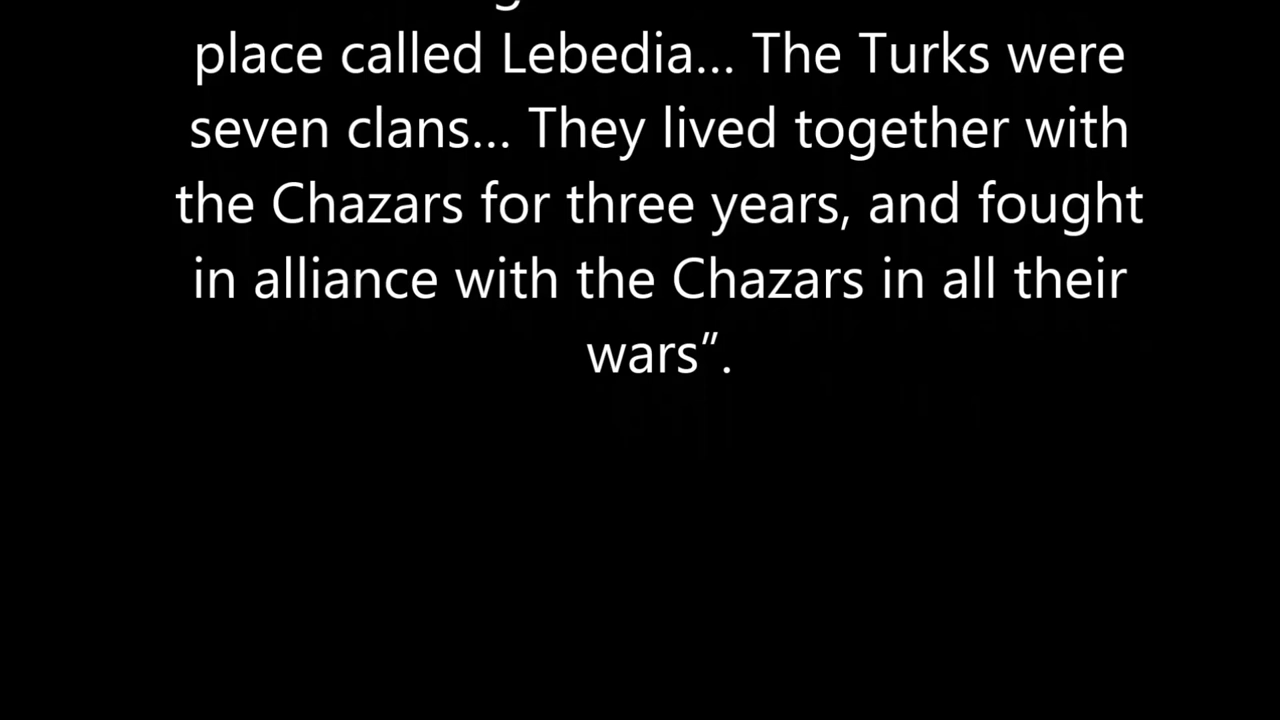 place called Lebedia... The Turks were
seven clans... They lived together with
the Chazars for three years, and fought
in alliance with the Chazars in all their
wars”.